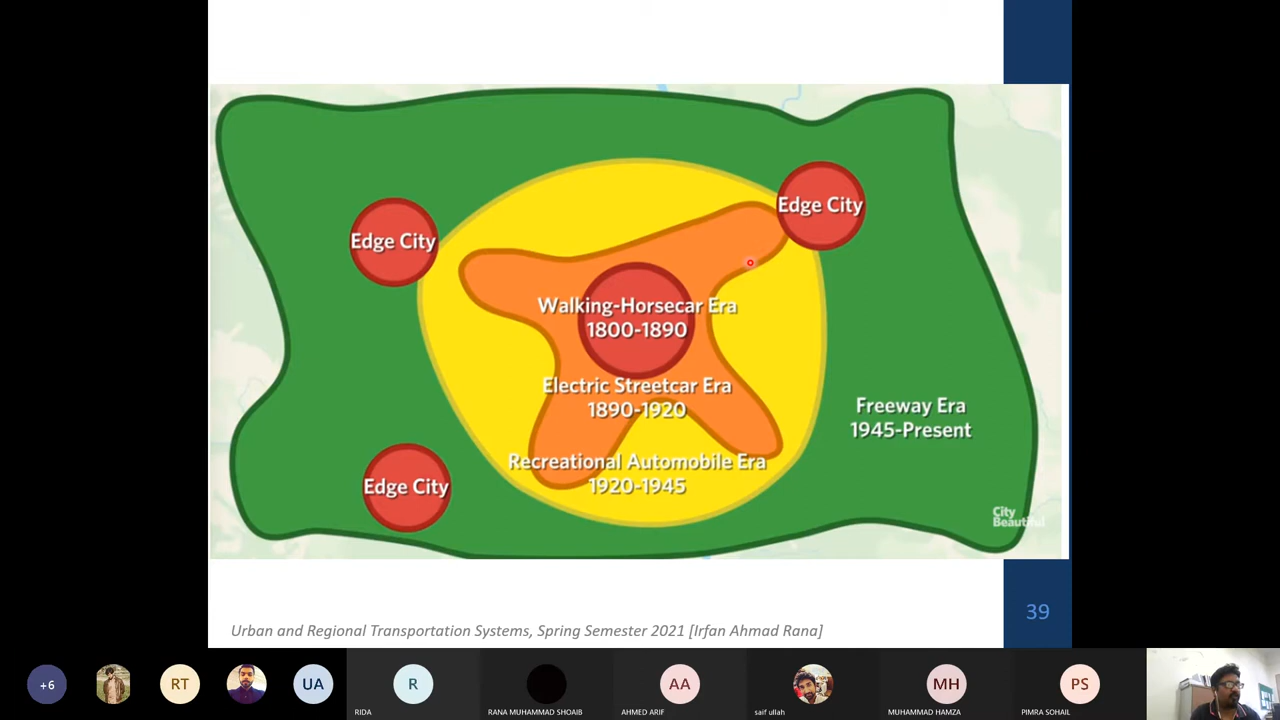 Edge City
Edge City
Walking-Horsecar Era
1800-1890
Electric Streetcar Era
1890-1920
Freeway Era
1945-Present
Recreational Automobile Era
1920-1945
Edge City
City
Beautiful
39
Urban and Regional Transportation Systems, Spring Semester 2021 [Irfan Ahmad Rana]
+6
RT
UA
R
AA
MH
PS
RIDA
RANA MUHAMMAD SHOAIB
AHMED ARIF
saif ullah
MUHAMMAD HAMZA
PIMRA SOHAIL